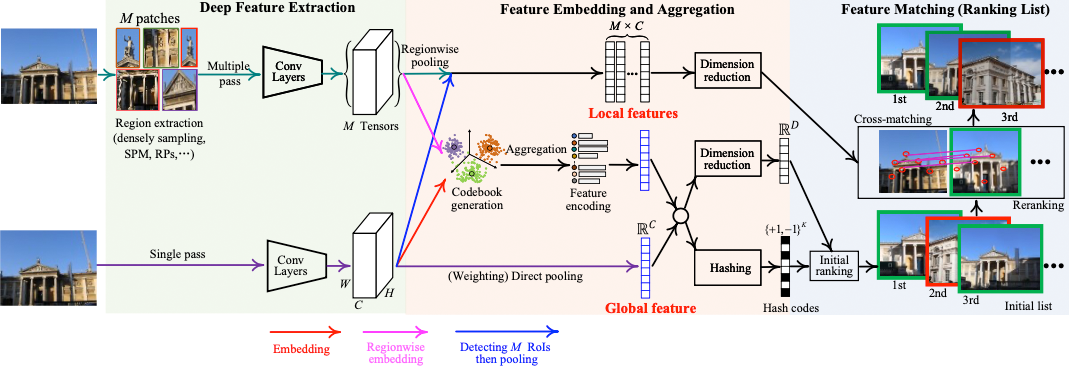 Deep Feature Extraction
Feature Embedding and Aggregation
Feature Matching (Ranking List)
M patches
Multiple
pass
Conv
Layers
M Tensors
Region extraction
(densely sampling,
SPM, RPs,…)
Regionwise
pooling
M × C
...
Local features
Dimension
reduction
1st
2nd
3rd
...
Cross-matching
...
Reranking
Codebook
generation
Aggregation
Feature
encoding
Dimension
reduction
ℝ^D
ℝ^C
{+1,−1}^K
Hashing
Hash codes
Initial
ranking
1st
2nd
3rd
...
Initial list
Single pass
Conv
Layers
W
H
C
(Weighting) Direct pooling
Global feature
Embedding
Regionwise
embedding
Detecting M RoIs
then pooling